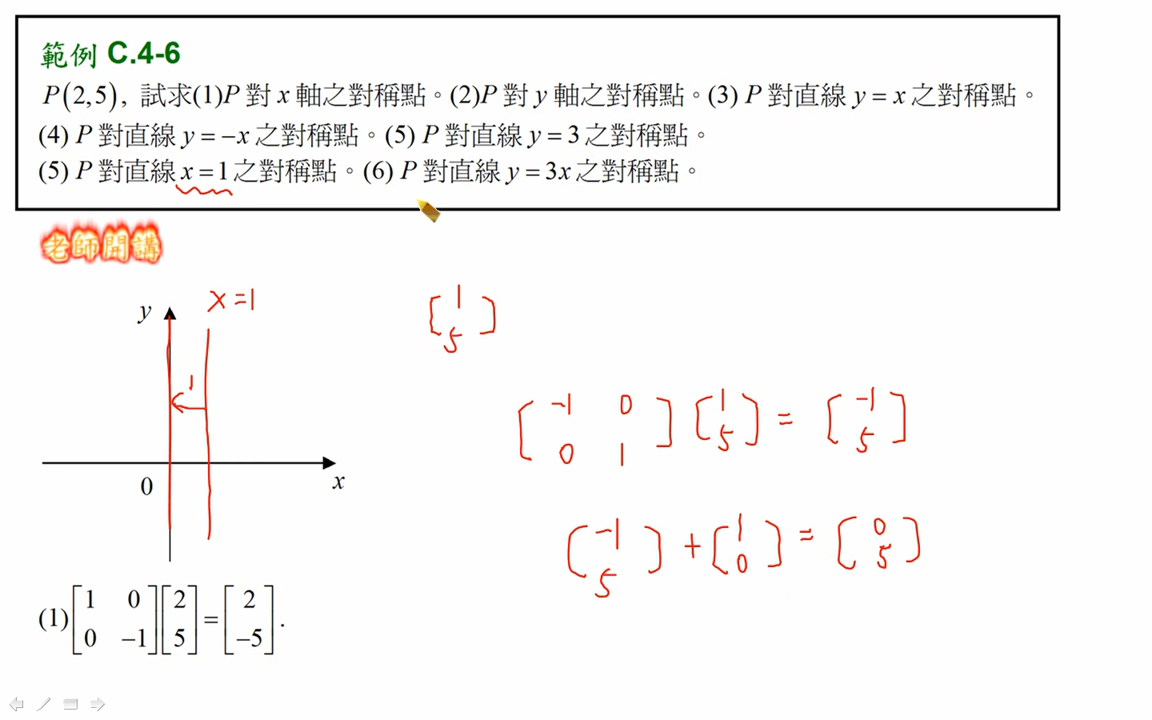 範例 C.4-6
P(2,5), 試求(1)P 對 x 軸之對稱點。(2)P 對 y 軸之對稱點。(3) P 對直線 y = x 之對稱點。
(4) P 對直線 y = −x 之對稱點。(5) P 對直線 y = 3 之對稱點。
(5) P 對直線 x = 1 之對稱點。(6) P 對直線 y = 3x 之對稱點。
老師開講
x = 1
y
1
0
x
[1 5]
[-1 0
0 1] [1 5] = [-1 5]
[-1 5] + [1 0] = [0 5]
(1) [1 0
0 −1] [2 5] = [2 −5].